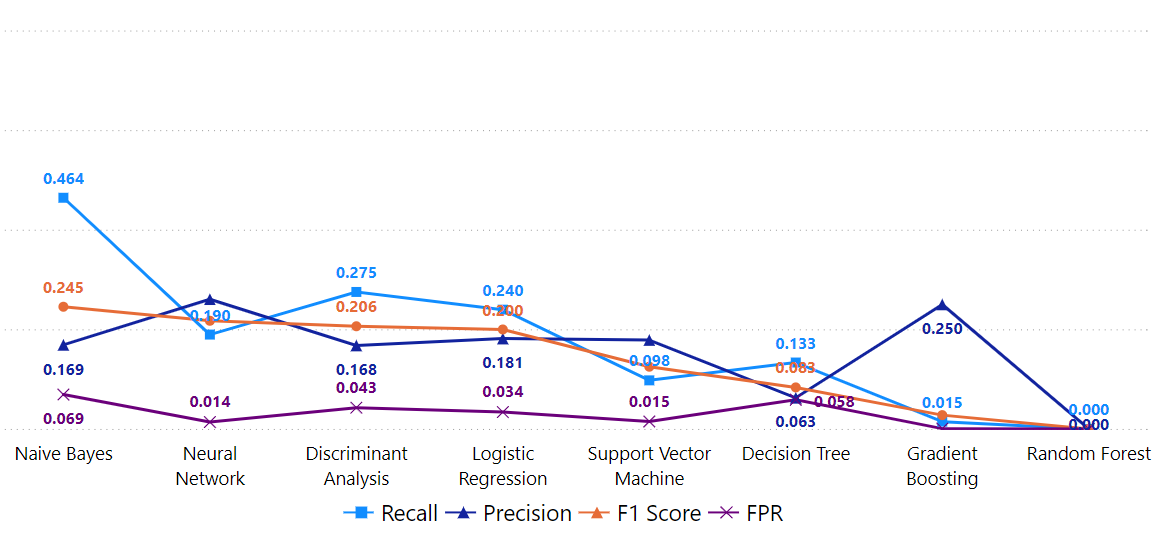 0.464
0.245
0.169
0.069
0.190
0.014
0.275
0.206
0.168
0.043
0.240
0.200
0.181
0.034
0.098
0.015
0.133
0.083
0.058
0.063
0.250
0.015
0.000
0.000
Naive Bayes
Neural
Network
Discriminant
Analysis
Logistic
Regression
Support Vector
Machine
Decision Tree
Gradient
Boosting
Random Forest
Recall Precision F1 Score FPR